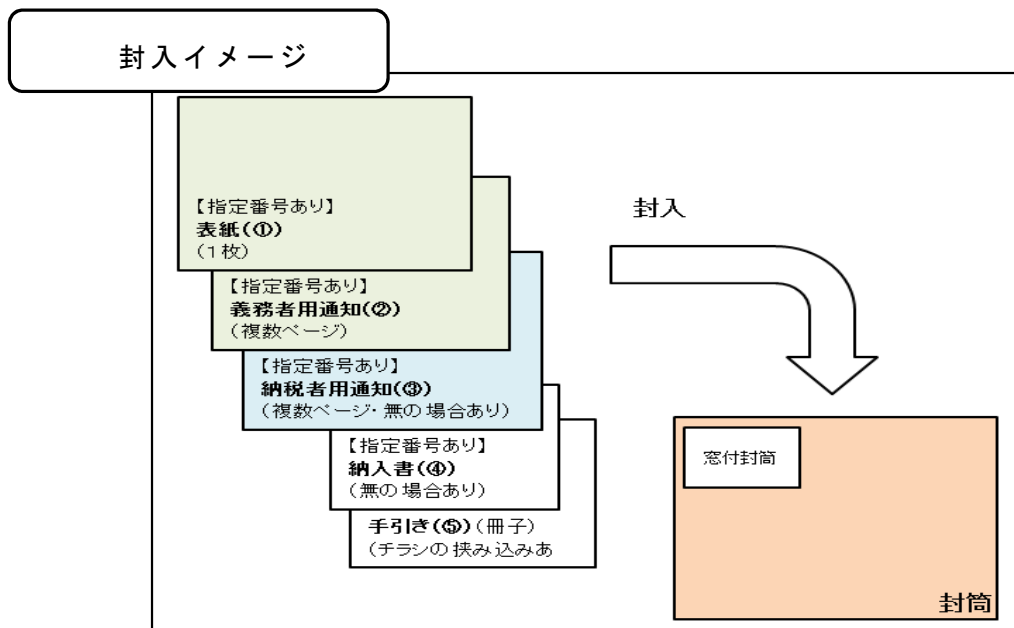 封入イメージ
【指定番号あり】
表紙(①)
(1枚)
【指定番号あり】
義務者用通知(②)
(複数ページ)
【指定番号あり】
納税者用通知(③)
(複数ページ・無の場合あり)
【指定番号あり】
納入書(④)
(無の場合あり)
手引き(⑤)(冊子)
(チラシの挟み込みあ
封入
窓付封筒
封筒